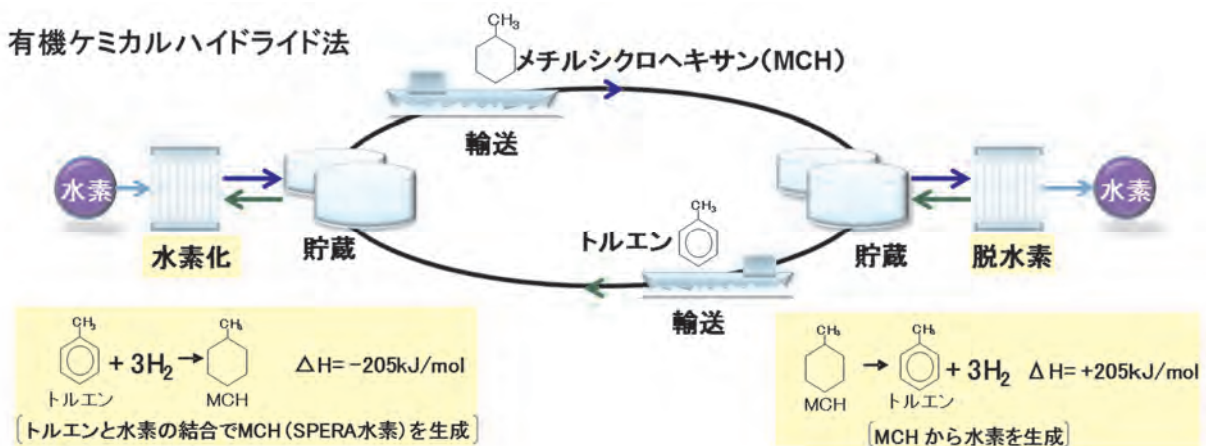 有機ケミカルハイドライド法
CH₃
メチルシクロヘキサン(MCH)
輸送
水素
水素化
貯蔵
CH₃
トルエン
輸送
貯蔵
脱水素
水素
CH₃
CH₃
+ 3H₂ → △H= -205kJ/mol
トルエン MCH
[トルエンと水素の結合でMCH(SPERA水素)を生成]
CH₃
CH₃
→ + 3H₂ △H= +205kJ/mol
MCH トルエン
[MCH から水素を生成]